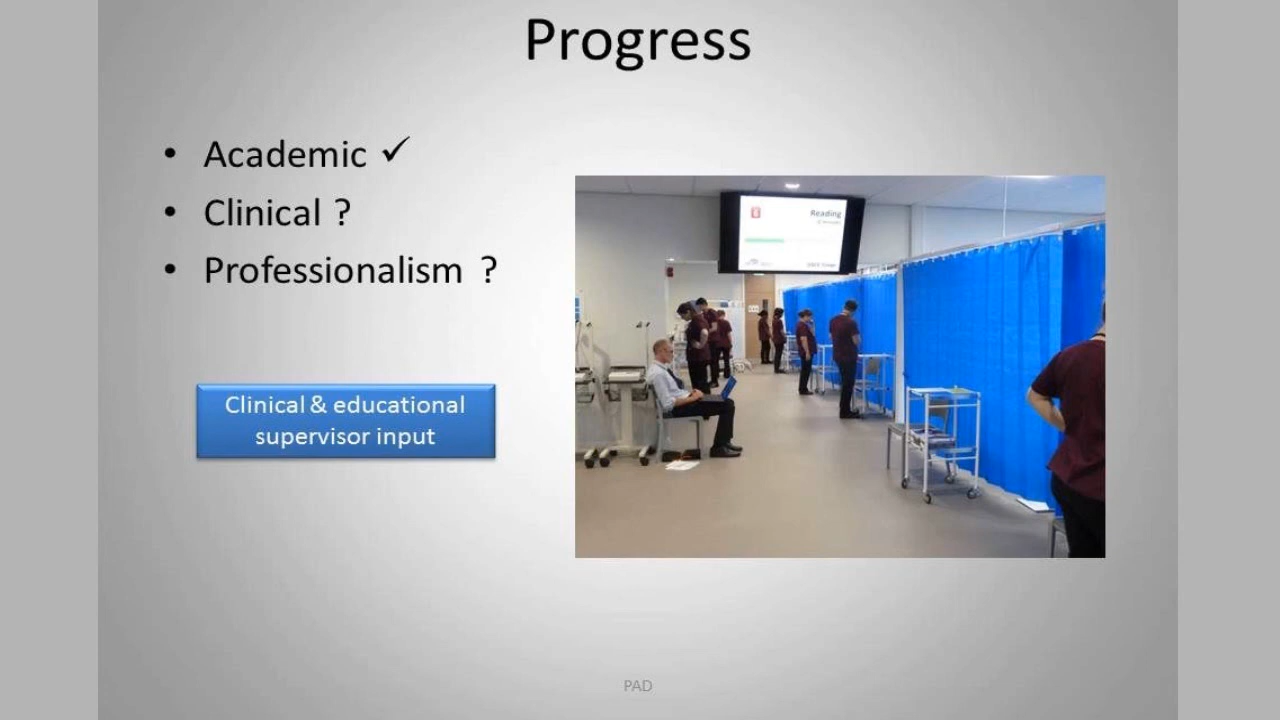 Progress
• Academic ✓
• Clinical ?
• Professionalism ?
Clinical & educational
supervisor input
Reading
PAD